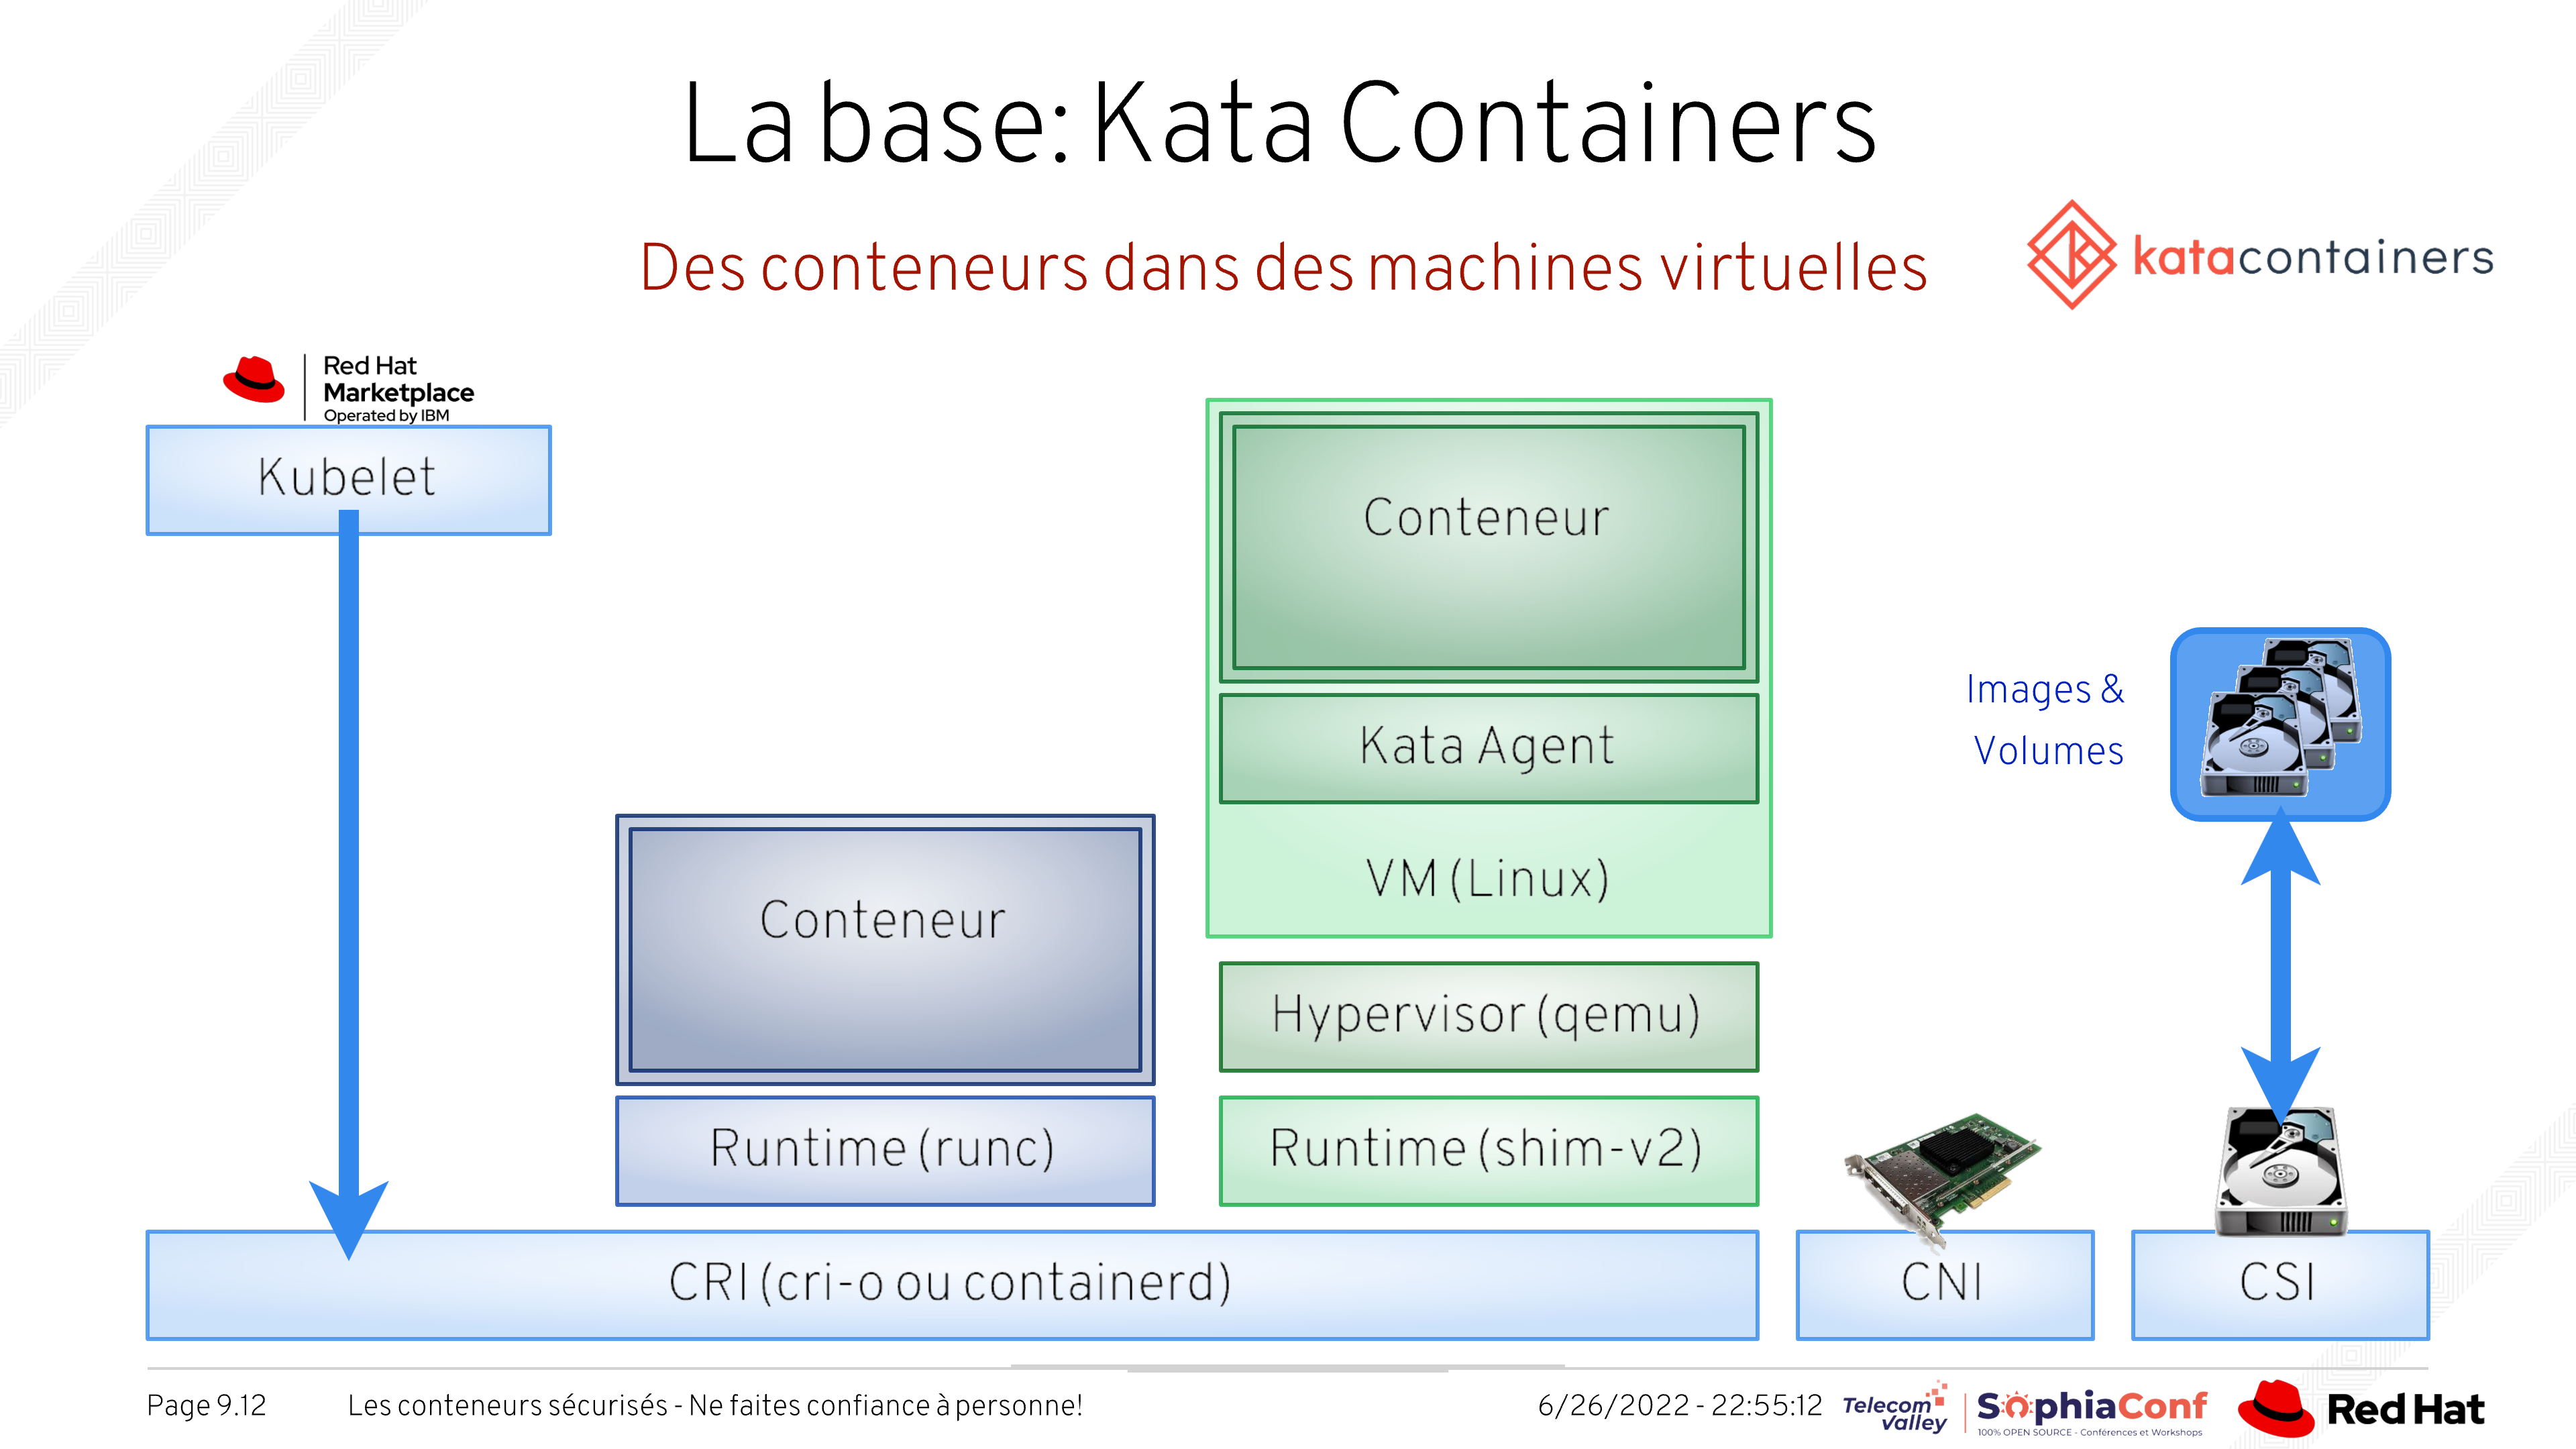 La base: Kata Containers
Des conteneurs dans des machines virtuelles
katacontainers
Red Hat
Marketplace
Operated by IBM
Kubelet
Conteneur
Kata Agent
VM (Linux)
Images &
Volumes
Conteneur
Hypervisor (qemu)
Runtime (runc)
Runtime (shim-v2)
CRI (cri-o ou containerd)
CNI
CSI
Page 9.12
Les conteneurs sécurisés - Ne faites confiance à personne!
6/26/2022 - 22:55:12
Telecom
Valley
SophiaConf
100% OPEN SOURCE - Conférences et Workshops
Red Hat